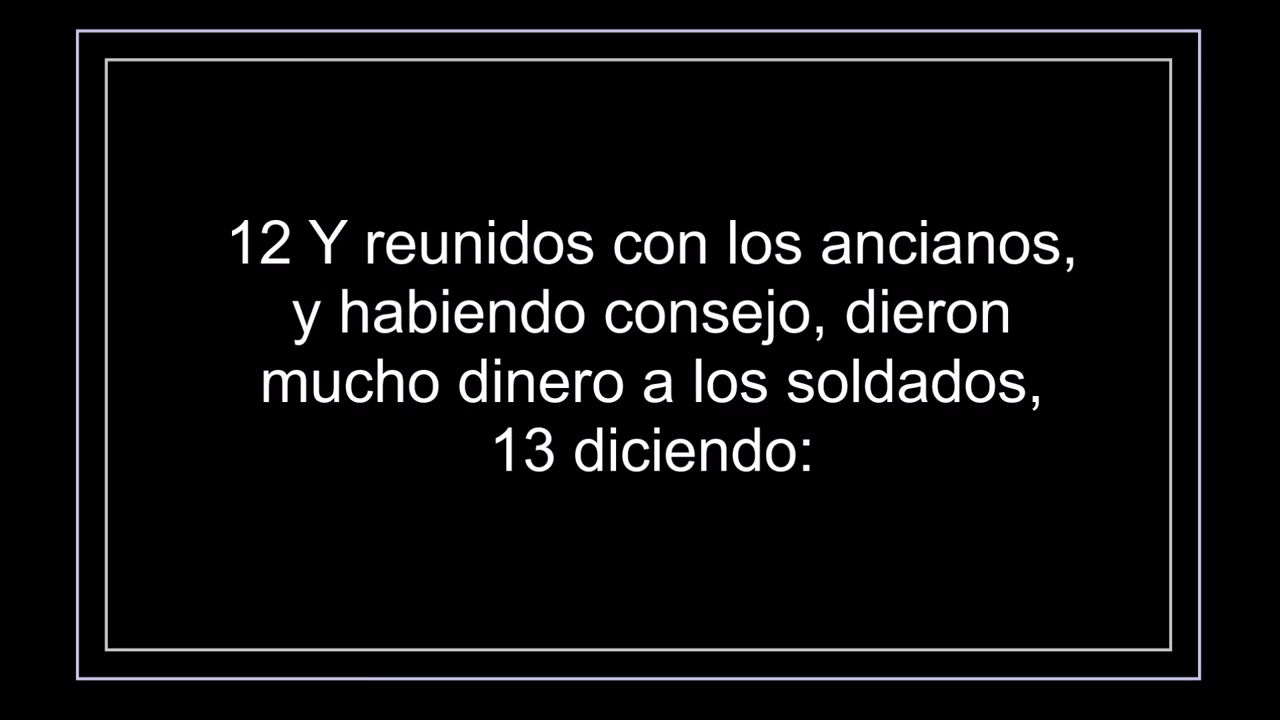 12 Y reunidos con los ancianos,
y habiendo consejo, dieron
mucho dinero a los soldados,
13 diciendo: